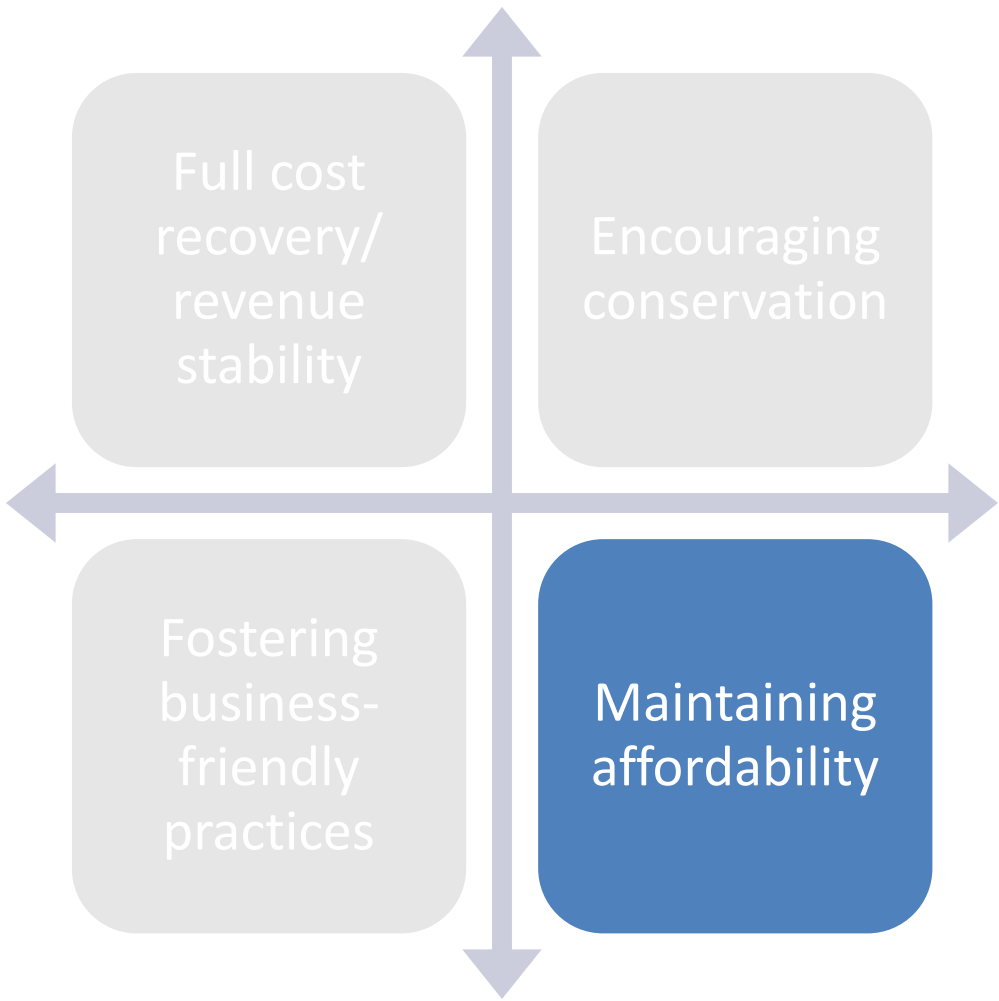 Full cost
recovery/
revenue
stability
Encouraging
conservation
Fostering
business-
friendly
practices
Maintaining
affordability